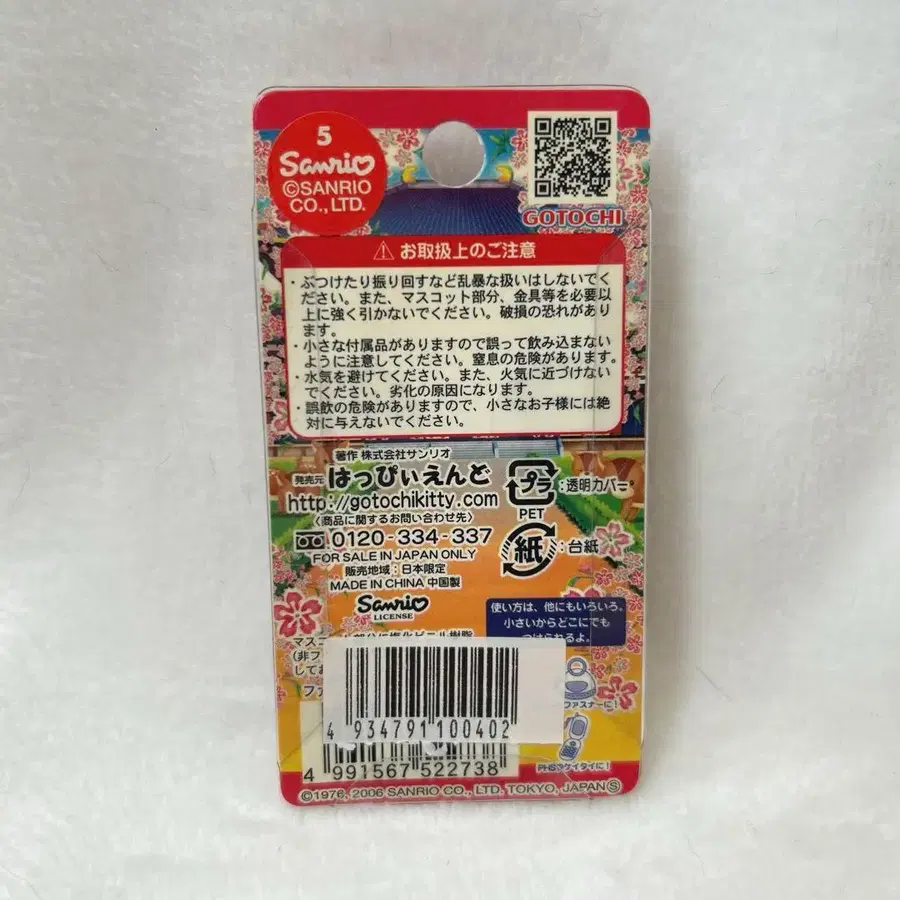 5
Sanrio
©SANRIO
CO., LTD.
GOTOCHI
⚠ お取扱上のご注意
・ぶつけたり振り回すなど乱暴な扱いはしないでく
ださい。また、マスコット部分、金具等を必要以
上に強く引かないでください。破損の恐れがあり
ます。
・小さな付属品がありますので誤って飲み込まない
ように注意してください。窒息の危険があります。
・水気を避けてください。また、火気に近づけない
でください。劣化の原因になります。
・誤飲の危険がありますので、小さなお子様には絶
対に与えないでください。
著作 株式会社サンリオ
発売元 はっぴぃえんど
http://gotochikitty.com
〈商品に関するお問い合わせ先〉
0120-334-337
FOR SALE IN JAPAN ONLY
販売地域：日本限定
MADE IN CHINA 中国製
Sanrio
LICENSE
プラ：透明カバー
PET
紙：台紙
使い方は、他にもいろいろ。
小さいからどこにでも
つけられるよ。
マスコ
(非フ
してお
ファ
ファスナーに！
PHSやケイタイに！
4 934791 100402
4 991567 522738
©1976, 2006 SANRIO CO., LTD. TOKYO, JAPAN Ⓢ